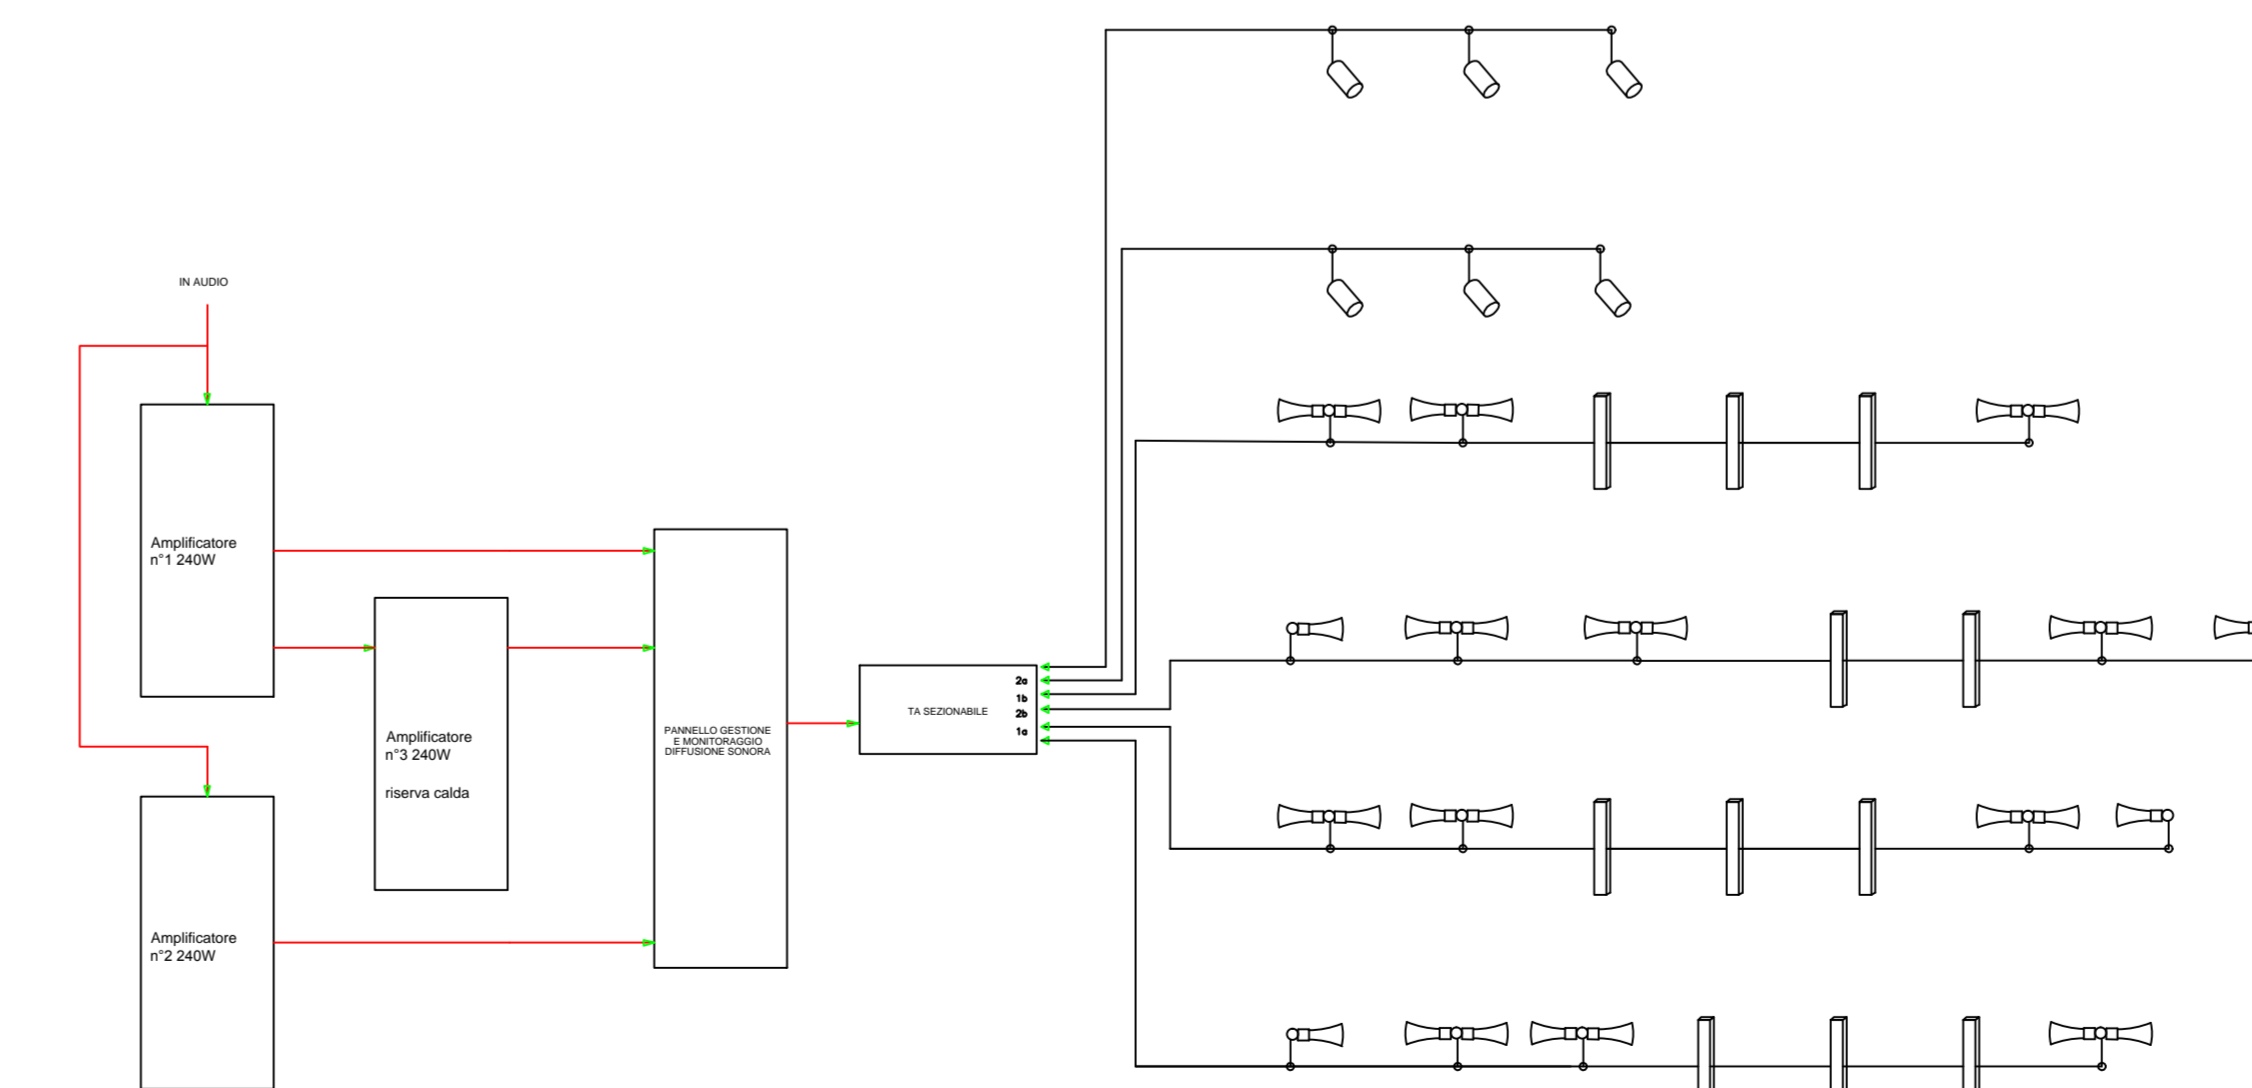 IN AUDIO
Amplificatore
n°1 240W
Amplificatore
n°3 240W
riserva calda
Amplificatore
n°2 240W
PANNELLO GESTIONE
E MONITORAGGIO
DIFFUSIONE SONORA
TA SEZIONABILE
2a
1b
2b
1a